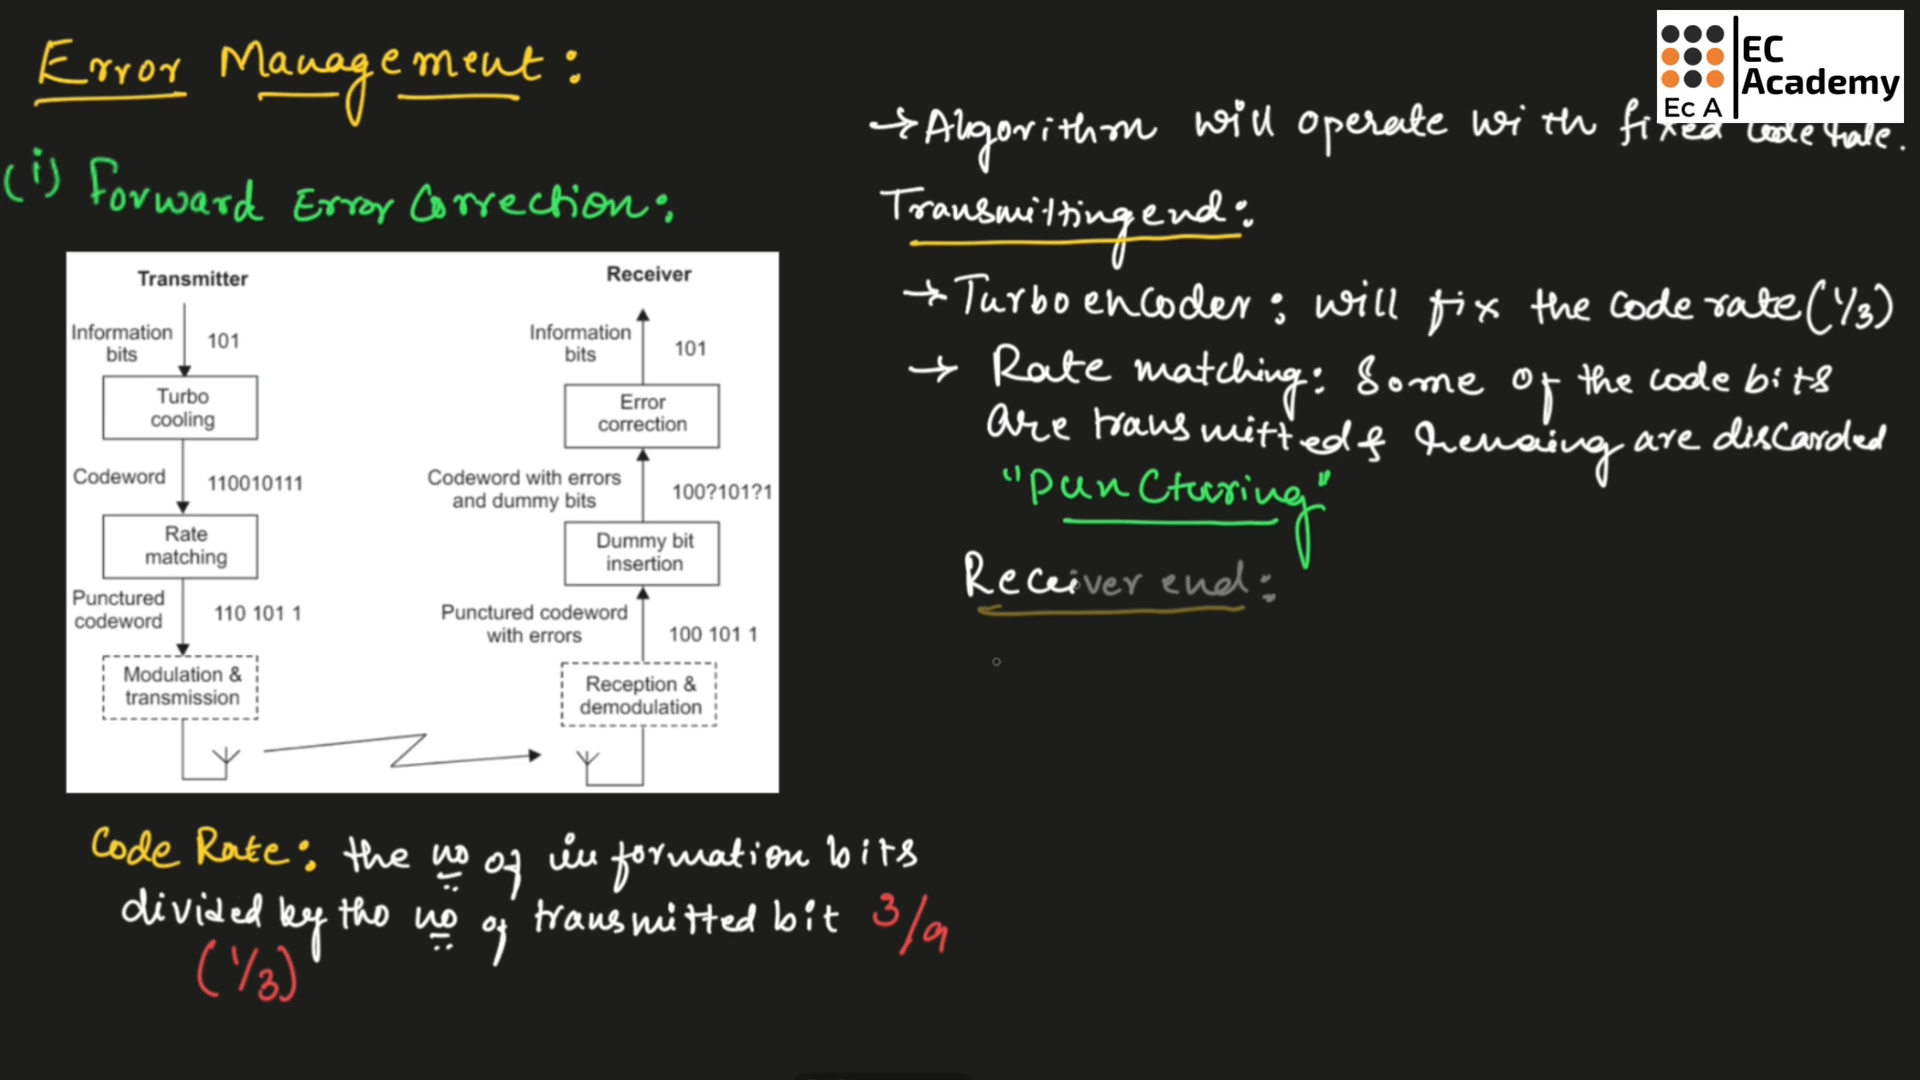 Error Management:
(i) Forward Error Correction:
Transmitter
Information
bits
101
Turbo
cooling
Codeword
110010111
Rate
matching
Punctured
codeword
110 101 1
Modulation &
transmission
Receiver
Information
bits
101
Error
correction
Codeword with errors
and dummy bits
100?101?1
Dummy bit
insertion
Punctured codeword
with errors
100 101 1
Reception &
demodulation
Code Rate: the no of information bits
divided by the no of transmitted bit 3/9
(1/3)
EC
Academy
Ec A
→ Algorithm will operate with fixed code rate.
Transmitting end:
→ Turbo encoder: will fix the code rate (1/3)
→ Rate matching: Some of the code bits
are transmitted & remaing are discarded
"Puncturing"
Receiver end: